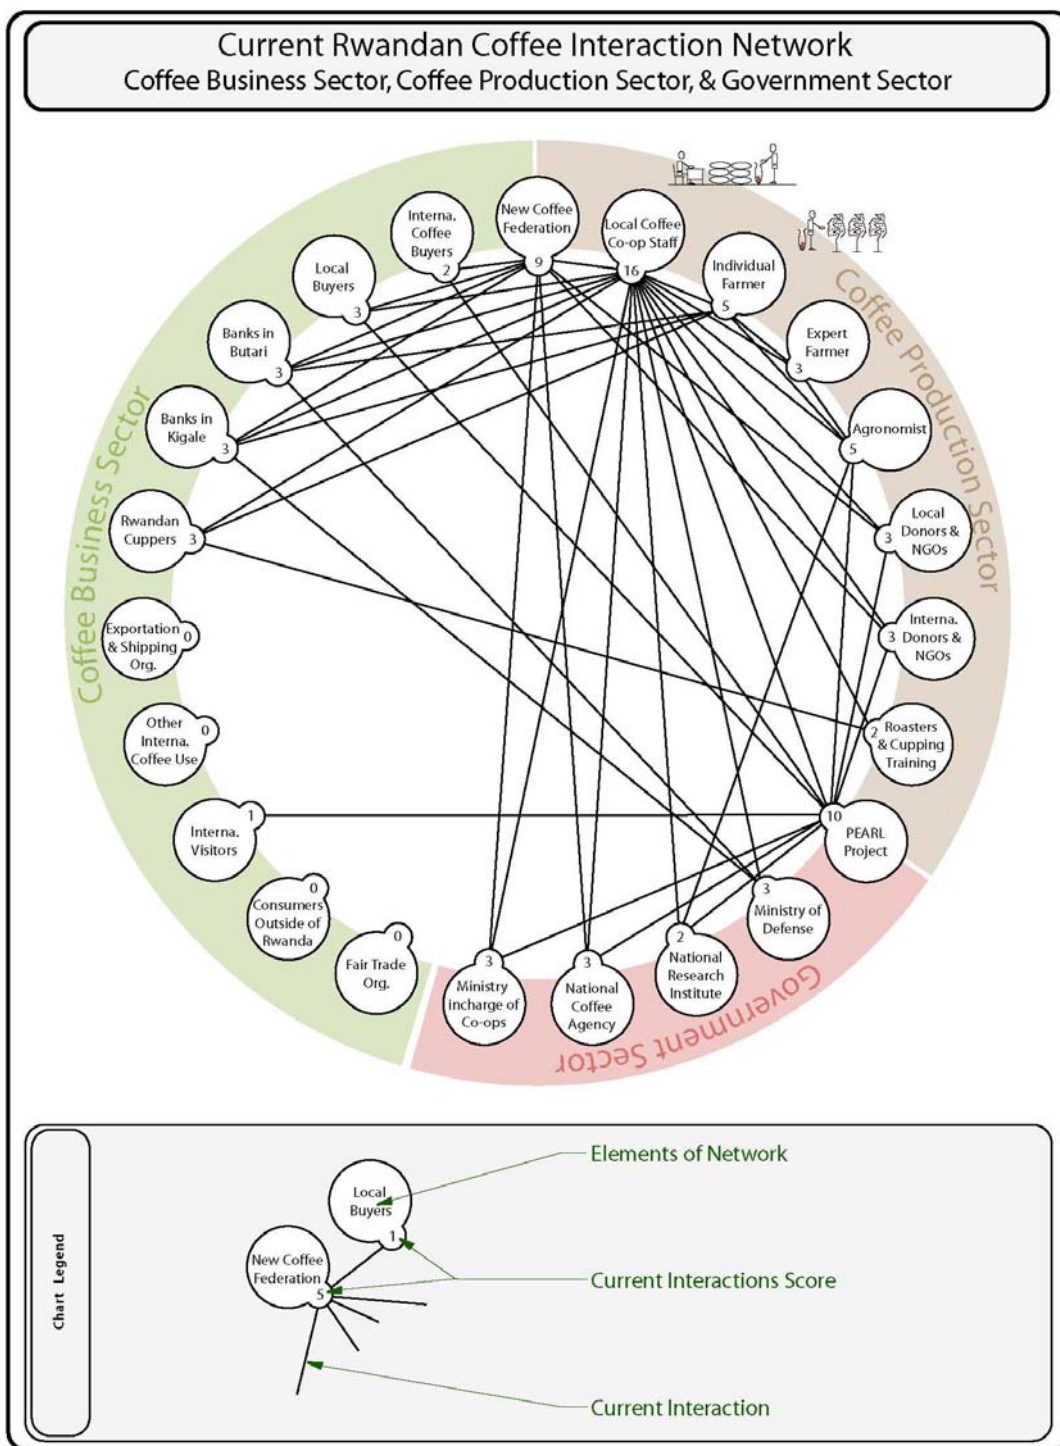 Current Rwandan Coffee Interaction Network
Coffee Business Sector, Coffee Production Sector, & Government Sector
New Coffee
Federation
9
Local Coffee
Co-op Staff
16
Individual
Farmer
5
Expert
Farmer
3
Agronomist
5
Local
Donors &
NGOs
3
Interna.
Donors &
NGOs
3
Roasters
& Cupping
Training
2
PEARL
Project
10
Ministry of
Defense
3
National
Research
Institute
2
National
Coffee
Agency
3
Ministry
incharge of
Co-ops
3
Fair Trade
Org.
0
Consumers
Outside of
Rwanda
0
Interna.
Visitors
1
Other
Interna.
Coffee Use
0
Exportation
& Shipping
Org.
0
Rwandan
Cuppers
3
Banks in
Kigale
3
Banks in
Butari
3
Local
Buyers
3
Interna.
Coffee
Buyers
2
Coffee Business Sector
Coffee Production Sector
Government Sector
Chart Legend
Local
Buyers
1
New Coffee
Federation
5
Elements of Network
Current Interactions Score
Current Interaction